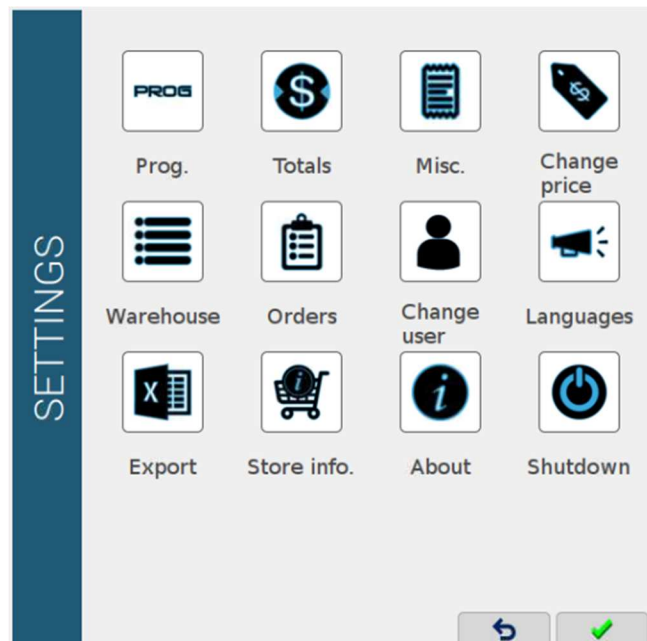 SETTINGS
PROG
Prog.
Totals
Misc.
Change
price
Warehouse
Orders
Change
user
Languages
X
Export
Store info.
About
Shutdown